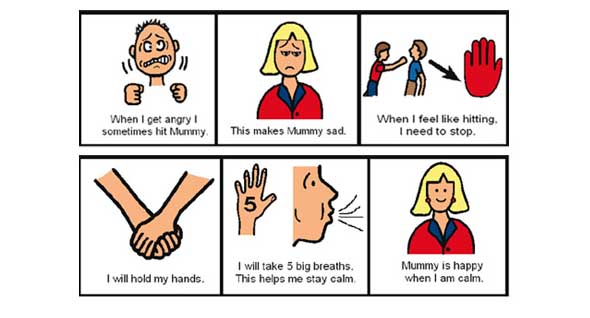 When I get angry I
sometimes hit Mummy.
This makes Mummy sad.
When I feel like hitting,
I need to stop.
I will hold my hands.
5
I will take 5 big breaths.
This helps me stay calm.
Mummy is happy
when I am calm.